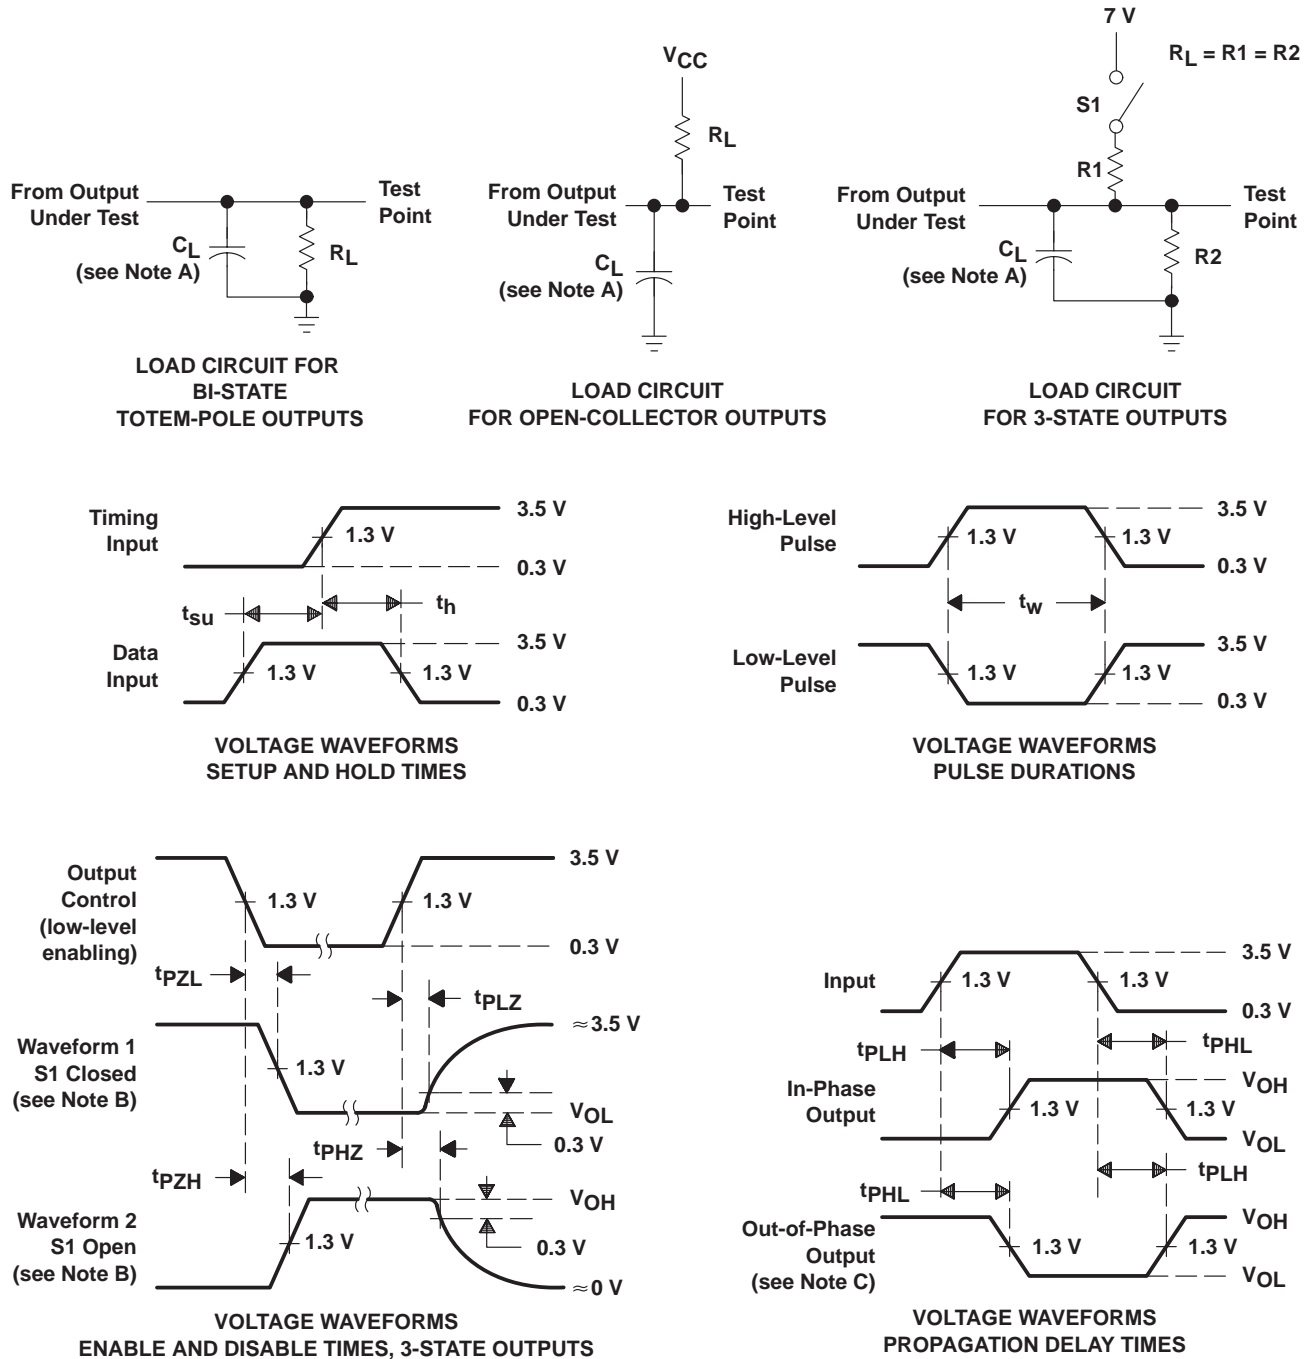 7 V
RL = R1 = R2
S1
R1
From Output
Under Test
Test
Point
CL
(see Note A)
R2
LOAD CIRCUIT
FOR 3-STATE OUTPUTS
VCC
RL
From Output
Under Test
Test
Point
CL
(see Note A)
LOAD CIRCUIT
FOR OPEN-COLLECTOR OUTPUTS
From Output
Under Test
Test
Point
CL
(see Note A)
RL
LOAD CIRCUIT FOR
BI-STATE
TOTEM-POLE OUTPUTS
Timing
Input
1.3 V
3.5 V
0.3 V
tsu
th
Data
Input
1.3 V
1.3 V
3.5 V
0.3 V
VOLTAGE WAVEFORMS
SETUP AND HOLD TIMES
High-Level
Pulse
1.3 V
1.3 V
3.5 V
0.3 V
tw
Low-Level
Pulse
1.3 V
1.3 V
3.5 V
0.3 V
VOLTAGE WAVEFORMS
PULSE DURATIONS
Output
Control
(low-level
enabling)
1.3 V
1.3 V
3.5 V
0.3 V
tPZL
tPLZ
Waveform 1
S1 Closed
(see Note B)
1.3 V
≈3.5 V
VOL
0.3 V
tPHZ
tPZH
Waveform 2
S1 Open
(see Note B)
1.3 V
VOH
0.3 V
≈0 V
VOLTAGE WAVEFORMS
ENABLE AND DISABLE TIMES, 3-STATE OUTPUTS
Input
1.3 V
1.3 V
3.5 V
0.3 V
tPLH
tPHL
In-Phase
Output
1.3 V
1.3 V
VOH
VOL
tPHL
tPLH
Out-of-Phase
Output
(see Note C)
1.3 V
1.3 V
VOH
VOL
VOLTAGE WAVEFORMS
PROPAGATION DELAY TIMES